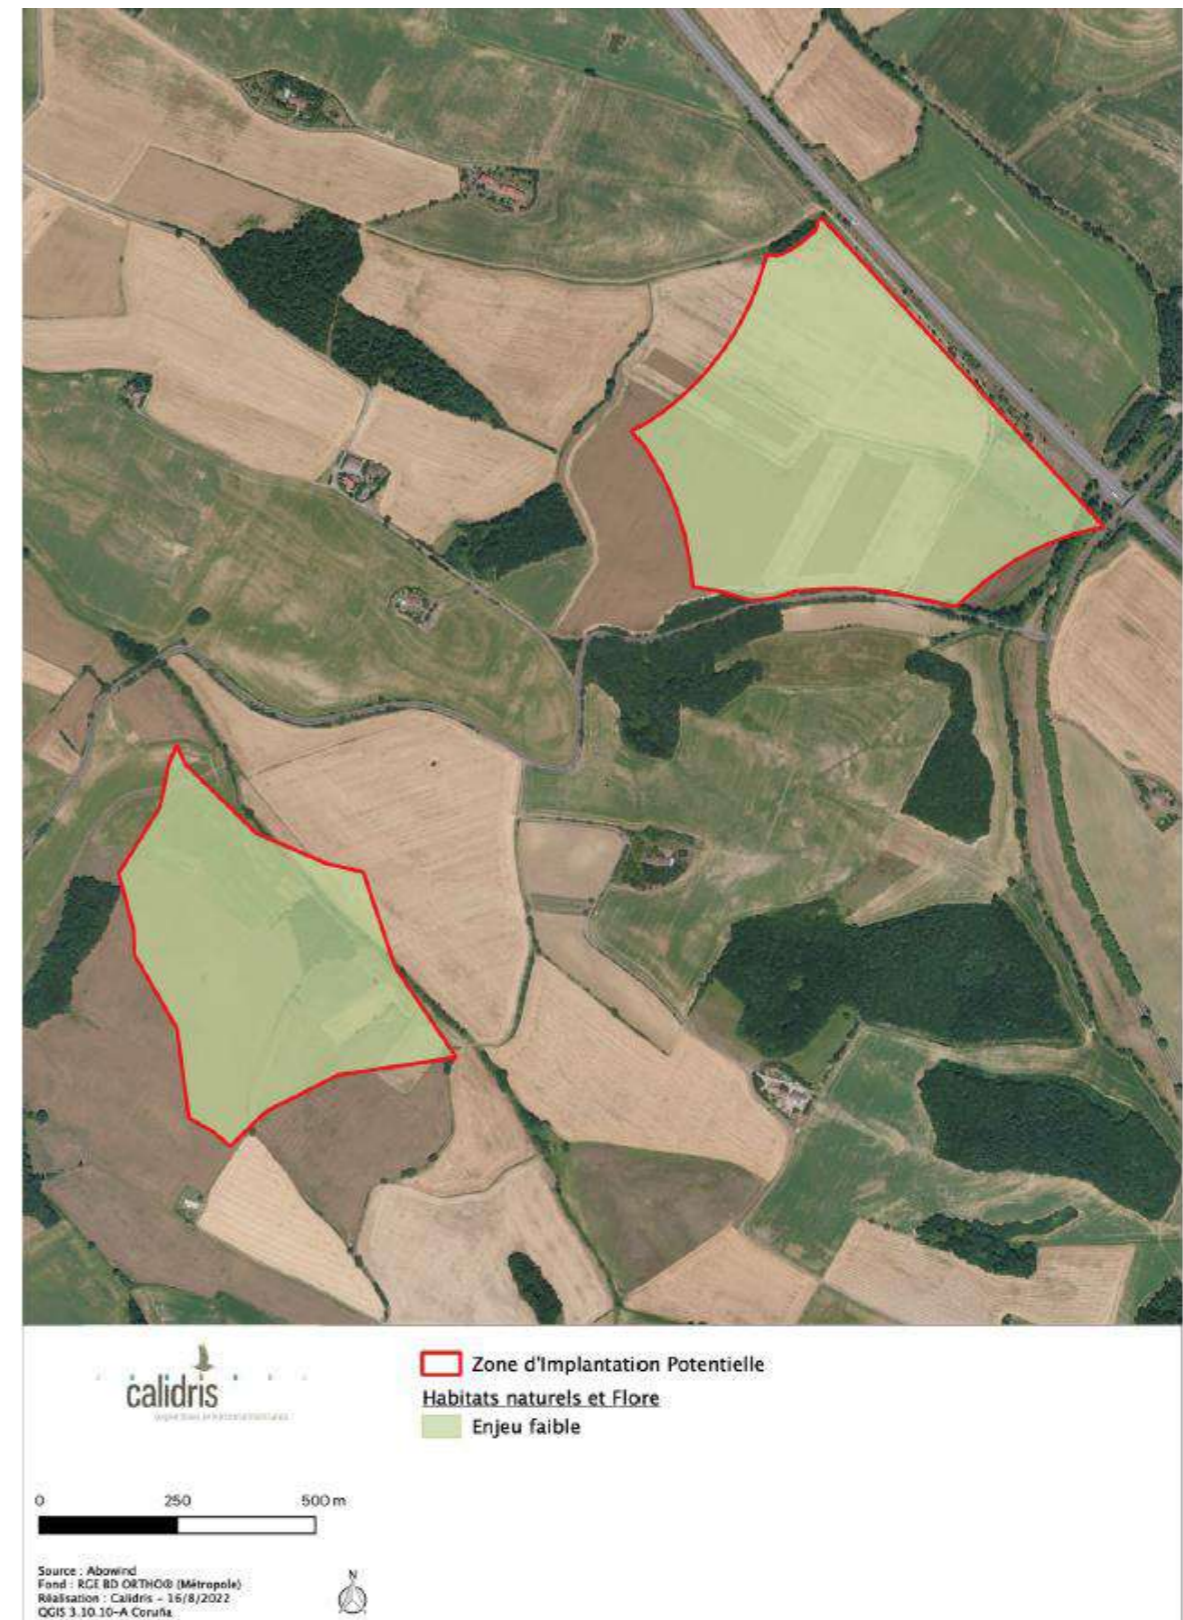 Zone d'Implantation Potentielle
calidris
Habitats naturels et Flore
Enjeu faible
0 250 500 m
Source : Abowind
Fond : RGE BD ORTHO® (Métropole)
Réalisation : Calidris - 16/8/2022
QGIS 3.10.10-A Coruña
N